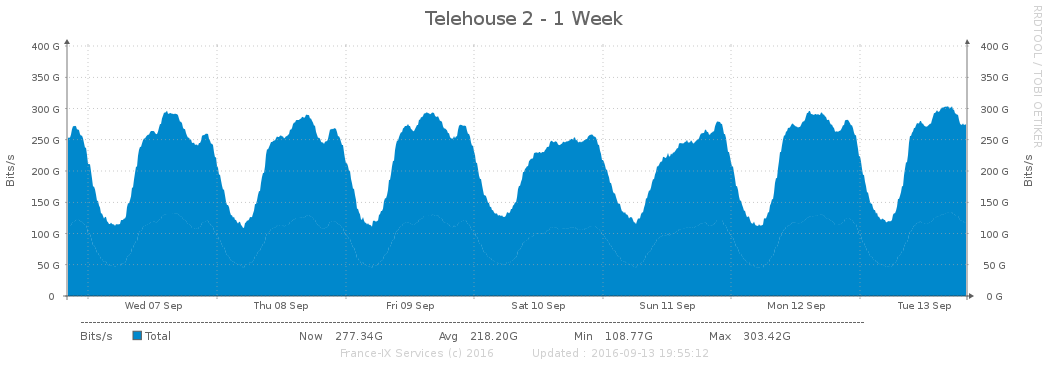 Telehouse 2 - 1 Week
RRDTOOL / TOBI OETIKER
400 G 400 G
350 G 350 G
300 G 300 G
250 G 250 G
200 G 200 G
150 G 150 G
100 G 100 G
50 G 50 G
0 0 G
Bits/s
Bits/s
Wed 07 Sep Thu 08 Sep Fri 09 Sep Sat 10 Sep Sun 11 Sep Mon 12 Sep Tue 13 Sep
Bits/s Total Now 277.34G Avg 218.20G Min 108.77G Max 303.42G
France-IX Services (c) 2016 Updated : 2016-09-13 19:55:12